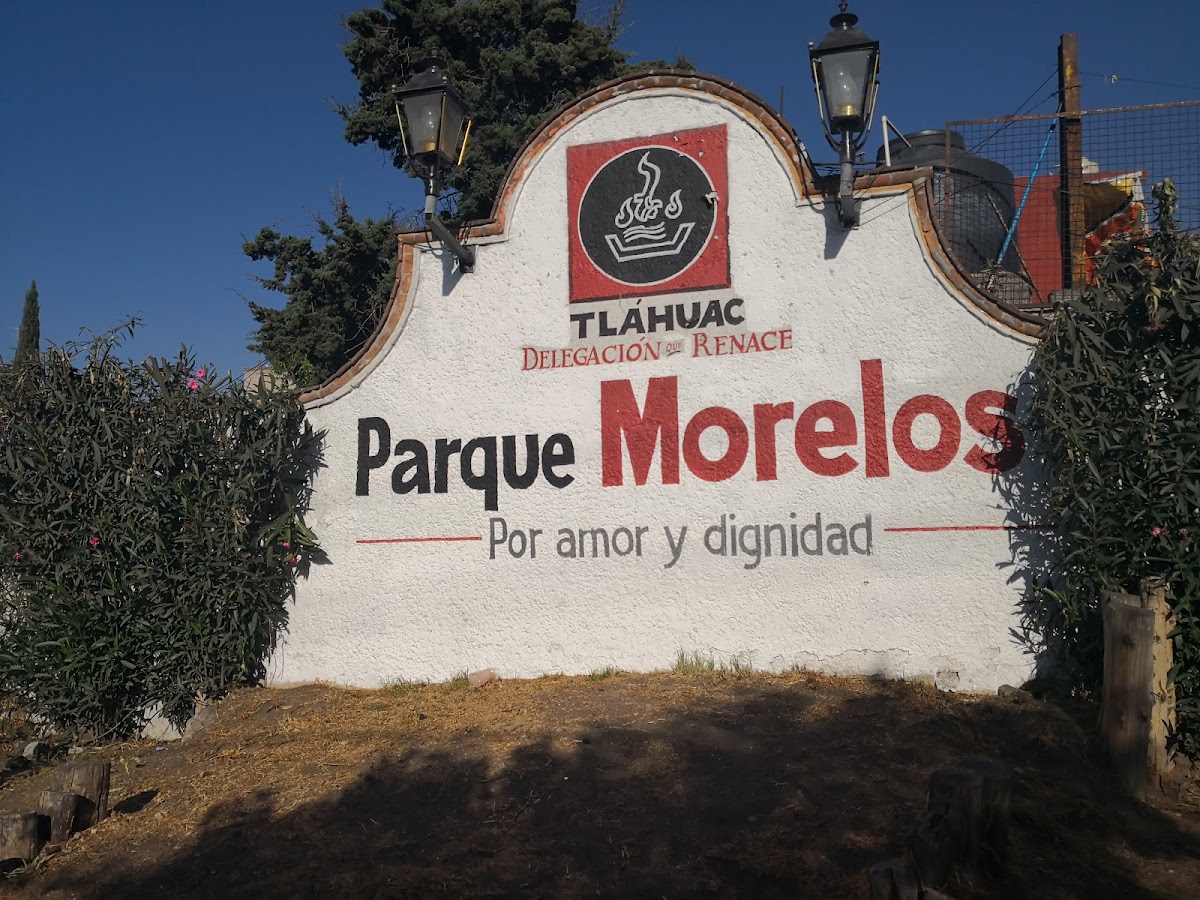 TLÁHUAC
DELEGACIÓN QUE RENACE
Parque Morelos
Por amor y dignidad